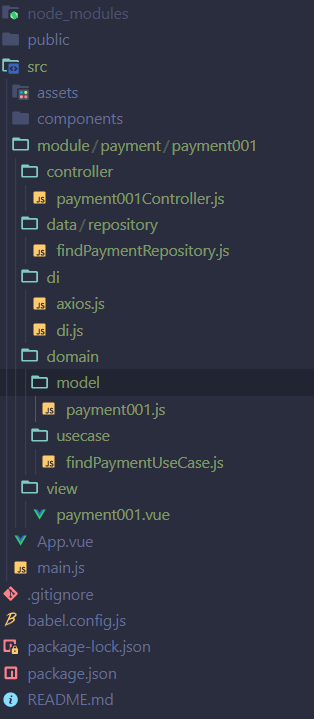 node_modules
public
src
assets
components
module/payment/payment001
controller
payment001Controller.js
data/repository
findPaymentRepository.js
di
axios.js
di.js
domain
model
payment001.js
usecase
findPaymentUseCase.js
view
payment001.vue
App.vue
main.js
.gitignore
babel.config.js
package-lock.json
package.json
README.md